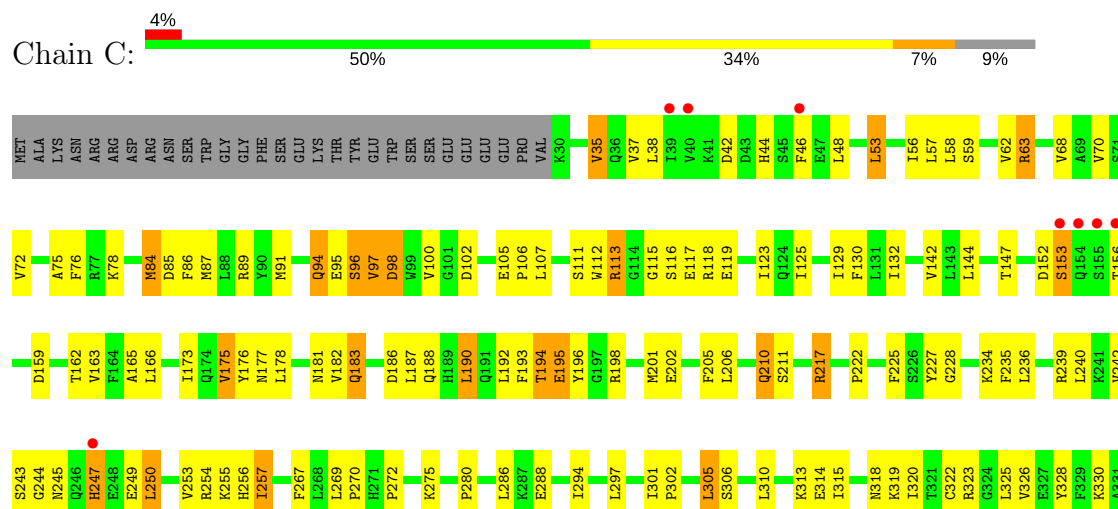 4%
Chain C:
50% 34% 7% 9%
MET ALA LYS ASN ARG ARG ASP ARG ASN SER TRP GLY GLY PHE SER GLU LYS THR TYR GLU TRP SER SER GLU GLU GLU GLU PRO VAL K30 V35 Q36 V37 L38 I39 V40 K41 D42 D43 H44 S45 F46 E47 L48 L53 I56 L57 L58 S59 V62 R63 V68 A69 V70 S71
V72 A75 F76 R77 K78 M84 D85 F86 M87 L88 R89 Y90 M91 Q94 E95 S96 V97 D98 W99 V100 G101 D102 E105 P106 L107 S111 W112 R113 G114 G115 S116 E117 R118 E119 I123 Q124 I125 I129 F130 L131 I132 V142 L143 L144 T147 D152 S153 Q154 S155 T156
D159 T162 V163 F164 A165 L166 I173 Q174 V175 Y176 N177 L178 N181 V182 Q183 D186 L187 Q188 H189 L190 Q191 L192 F193 T194 E195 Y196 G197 R198 M201 E202 F205 L206 Q210 S211 R217 P222 F225 S226 Y227 G228 K234 F235 L236 R239 L240 K241 V242
S243 G244 N245 Q246 H247 E248 E249 L250 V253 R254 K255 H256 I257 F267 L268 L269 P270 H271 P272 K275 P280 L286 K287 E288 I294 L297 I301 P302 L305 S306 L310 K313 E314 I315 N318 K319 I320 T321 C322 R323 G324 L325 V326 E327 Y328 F329 K330 A331